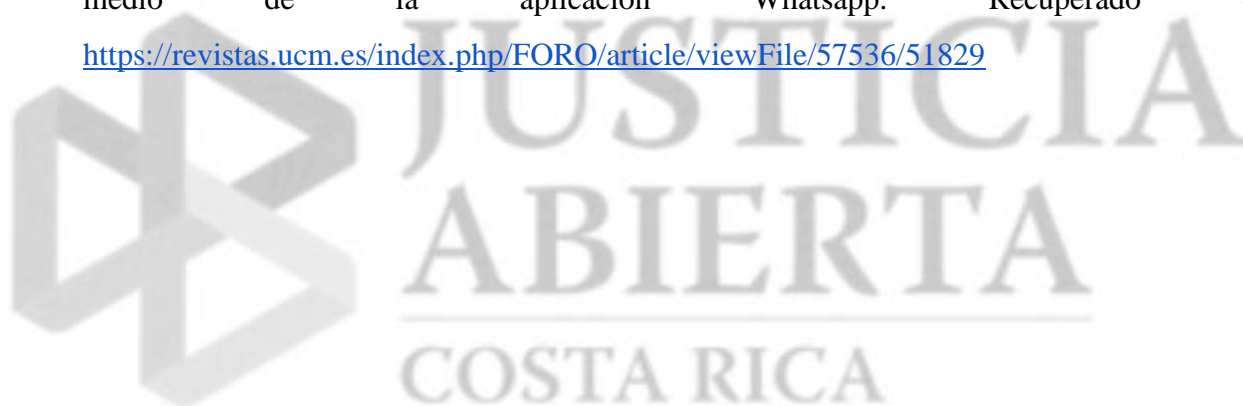 medio de la aplicación Whatsapp. Recuperado
https://revistas.ucm.es/index.php/FORO/article/viewFile/57536/51829
JUSTICIA
ABIERTA
COSTA RICA